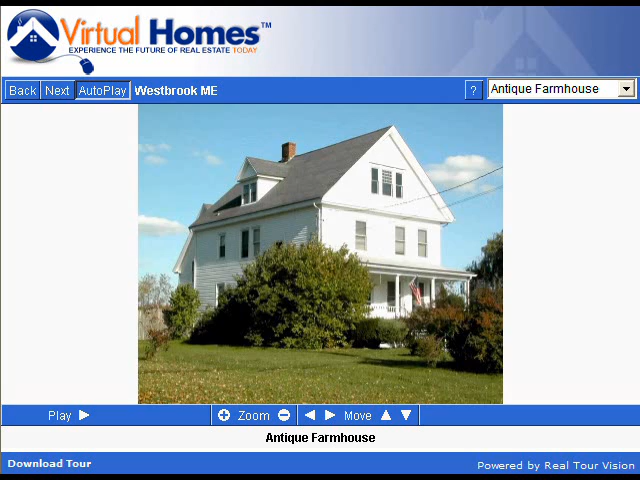 Virtual Homes™
EXPERIENCE THE FUTURE OF REAL ESTATE TODAY
Back Next AutoPlay Westbrook ME ? Antique Farmhouse
Play Zoom Move
Antique Farmhouse
Download Tour Powered by Real Tour Vision